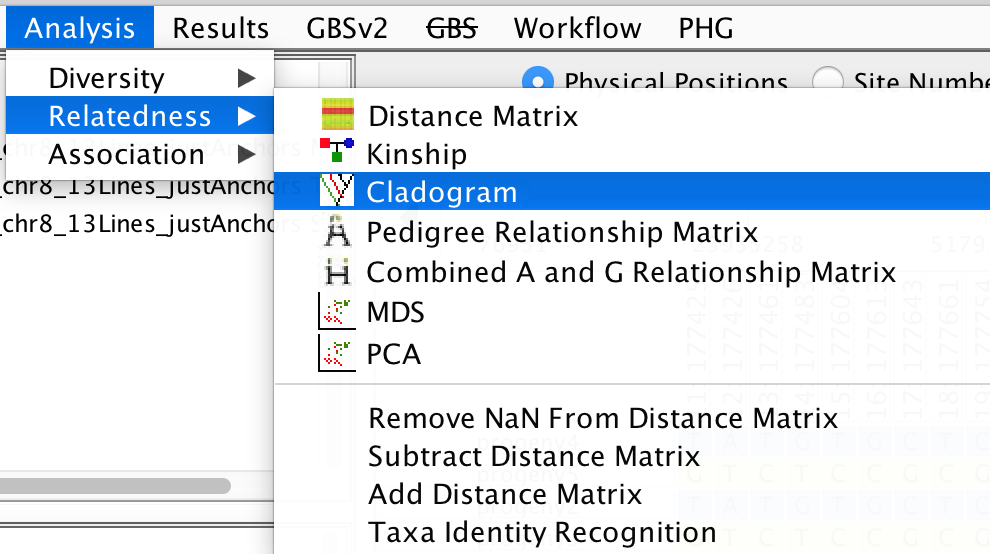 Analysis Results GBSv2 GBS Workflow PHG
Diversity
Physical Positions Site Numbe
Relatedness
Distance Matrix
Association
Kinship
_chr8_13Lines_justAnchors
Cladogram
_chr8_13Lines_justAnchors
Pedigree Relationship Matrix
Combined A and G Relationship Matrix
MDS
PCA
Remove NaN From Distance Matrix
Subtract Distance Matrix
Add Distance Matrix
Taxa Identity Recognition